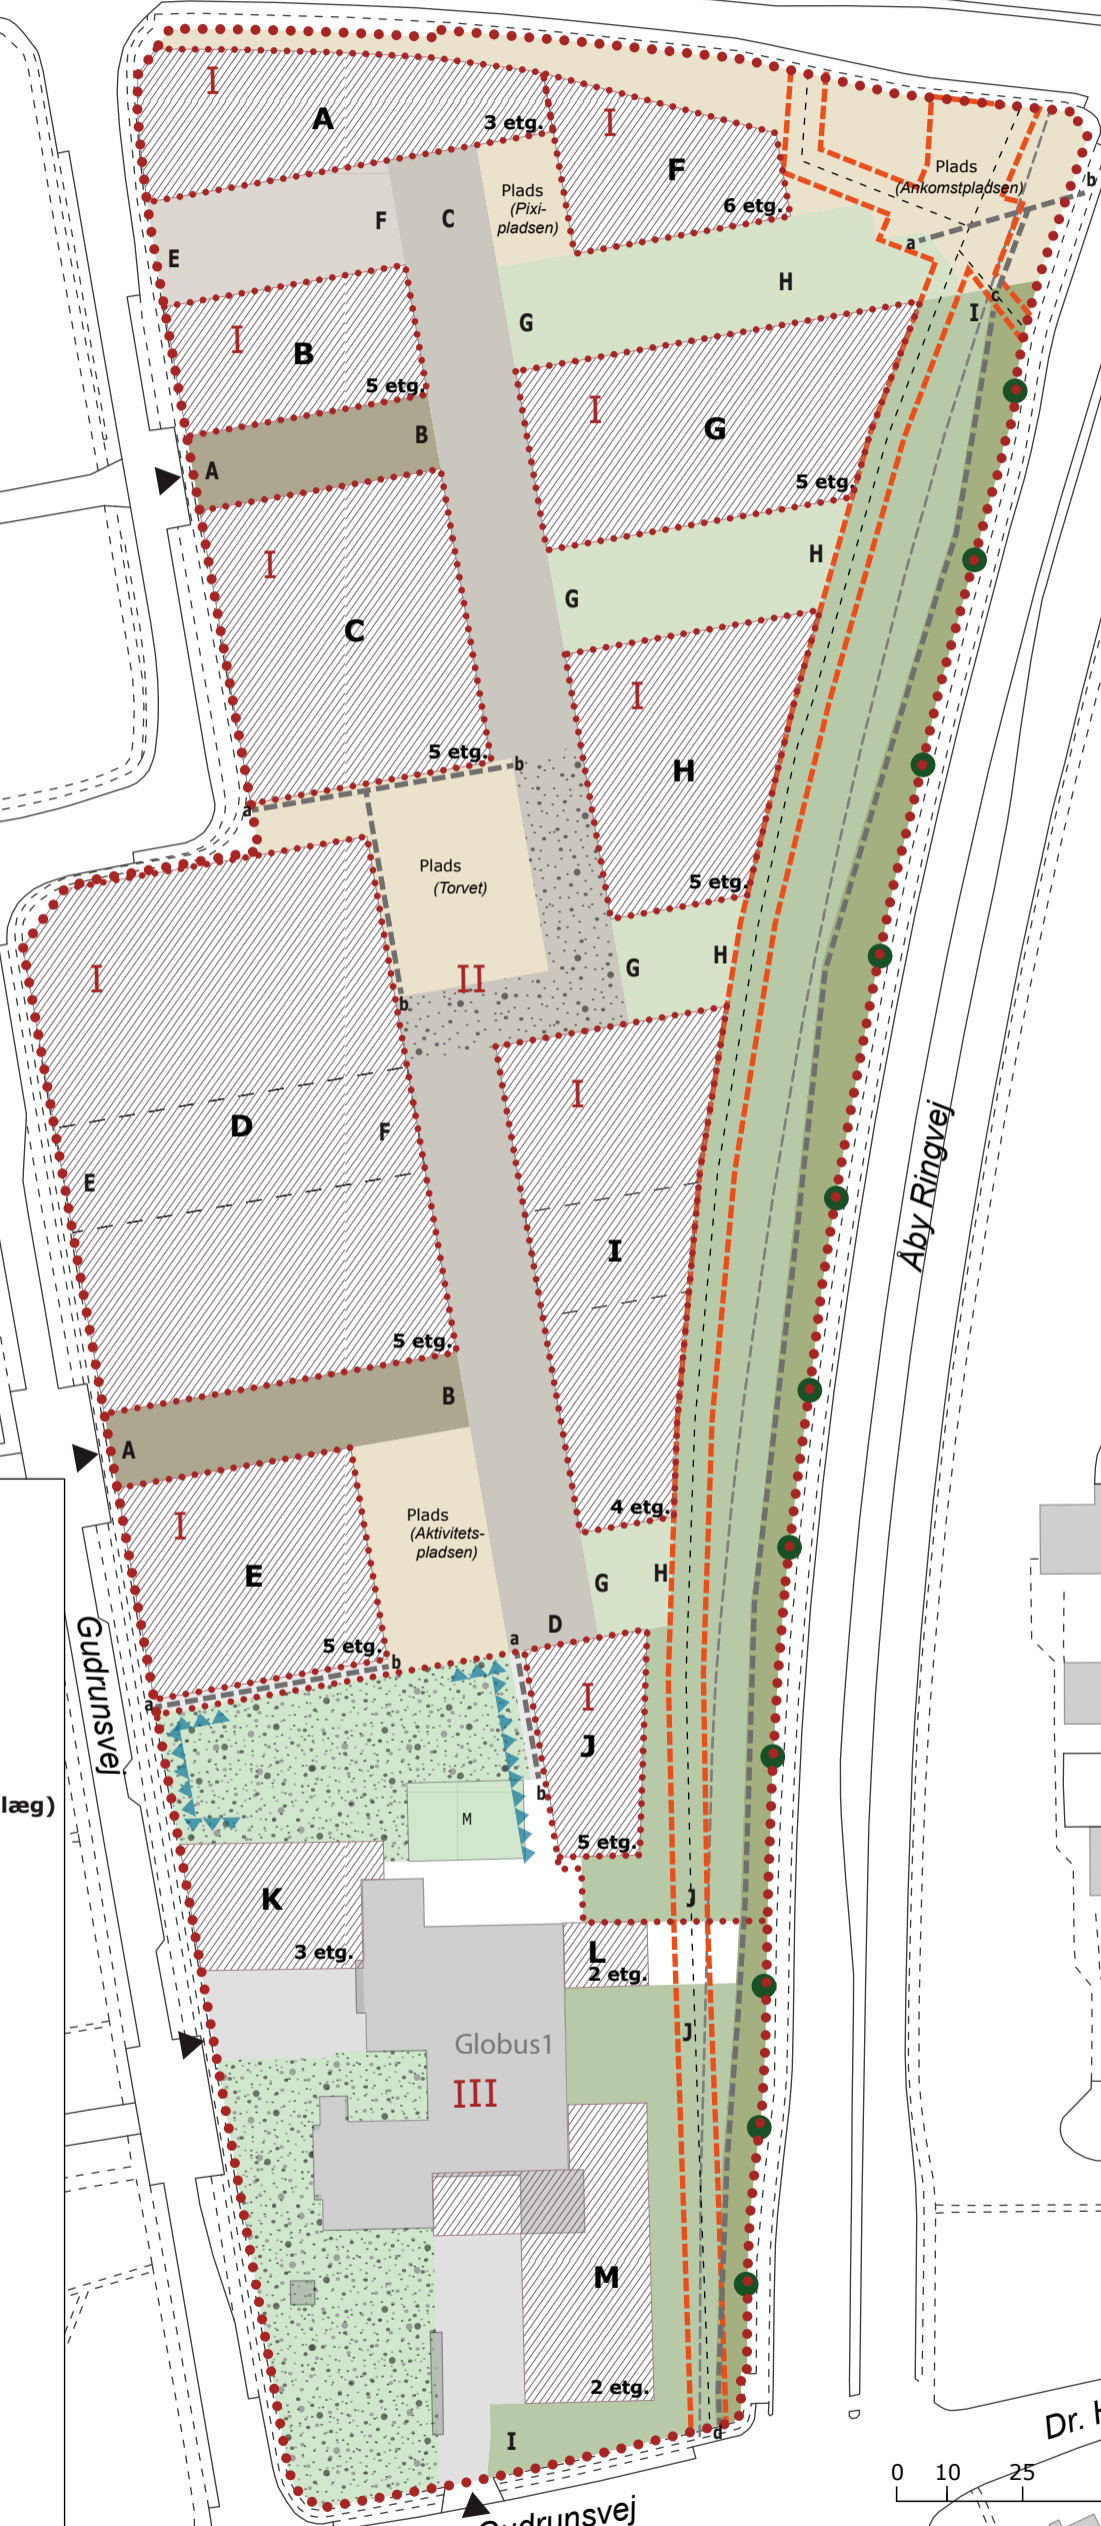 I
A
3 etg.
I
F
6 etg.
Plads
(Pixi-
pladsen)
Plads
(Ankomstpladsen)
b
a
c
I
E
F
C
H
G
I
B
5 etg.
I
G
5 etg.
A
B
I
C
5 etg.
H
G
I
H
5 etg.
a
b
Plads
(Torvet)
II
b
G
H
I
D
E
F
5 etg.
I
I
4 etg.
Åby Ringvej
A
B
I
E
5 etg.
Plads
(Aktivitets-
pladsen)
G
H
D
a
b
a
Gudrunsvej
I
J
5 etg.
b
M
læg)
J
K
3 etg.
L
2 etg.
J
Globus1
III
M
2 etg.
I
d
Dr. H
0 10 25
Gudrunsvej